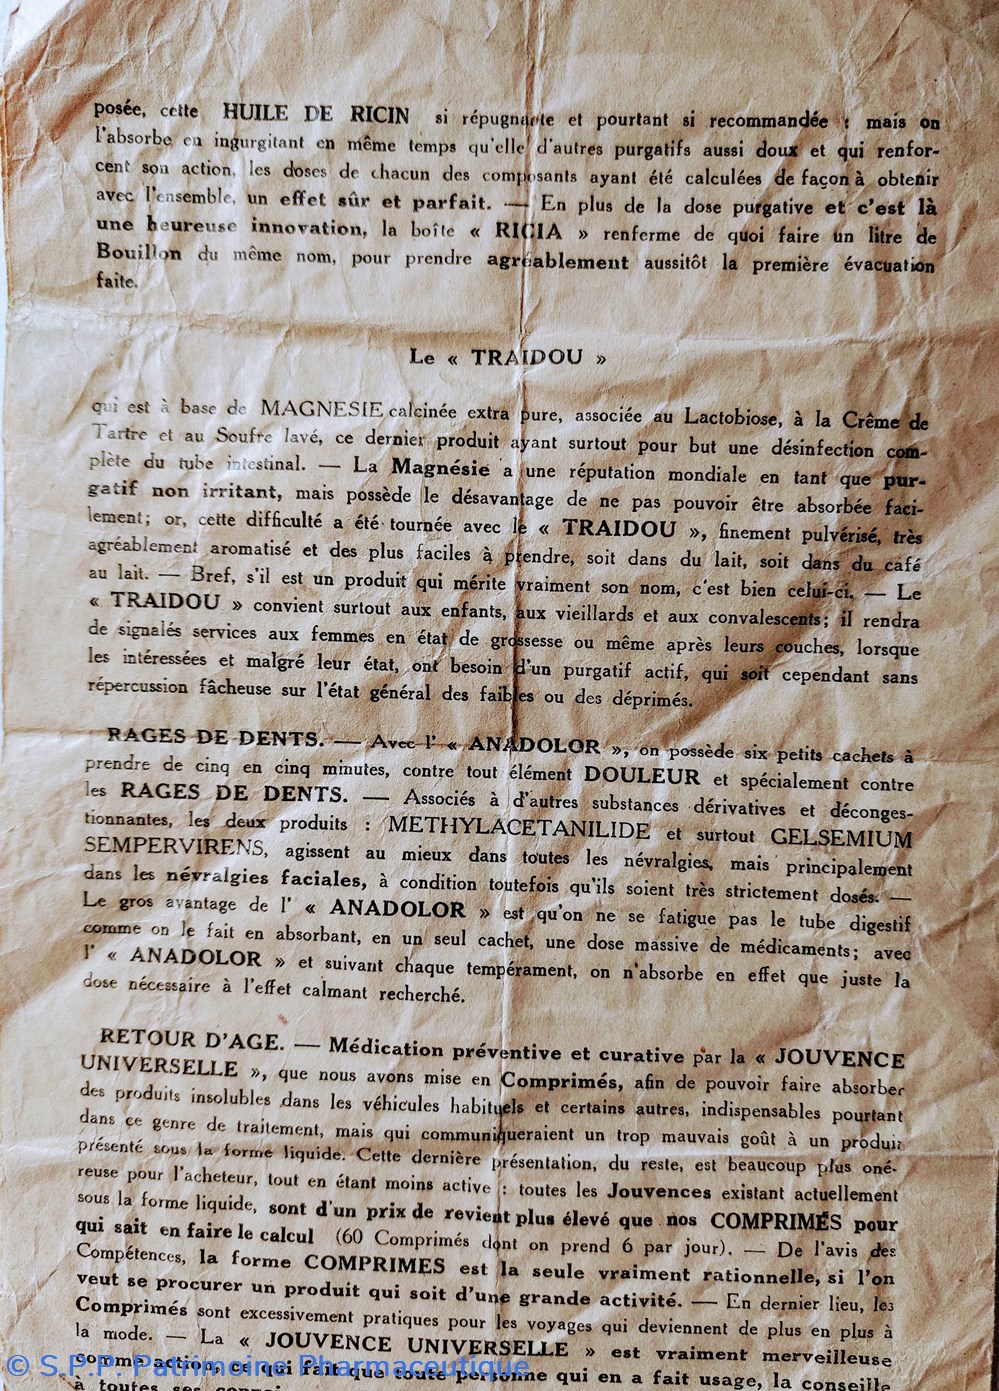 posée, cette HUILE DE RICIN si répugnante et pourtant si recommandée : mais on
l'absorbe en ingurgitant en même temps qu'elle d'autres purgatifs aussi doux et qui renfor-
cent son action, les doses de chacun des composants ayant été calculées de façon à obtenir
avec l'ensemble, un effet sûr et parfait. — En plus de la dose purgative et c'est là
une heureuse innovation, la boîte « RICIA » renferme de quoi faire un litre de
Bouillon du même nom, pour prendre agréablement aussitôt la première évacuation
faite.
Le « TRAIDOU »
qui est à base de MAGNESIE calcinée extra pure, associée au Lactobiose, à la Crême de
Tartre et au Soufre lavé, ce dernier produit ayant surtout pour but une désinfection com-
plète du tube intestinal. — La Magnésie a une réputation mondiale en tant que pur-
gatif non irritant, mais possède le désavantage de ne pas pouvoir être absorbée faci-
lement; or, cette difficulté a été tournée avec le « TRAIDOU », finement pulvérisé, très
agréablement aromatisé et des plus faciles à prendre, soit dans du lait, soit dans du café
au lait. — Bref, s'il est un produit qui mérite vraiment son nom, c'est bien celui-ci. — Le
« TRAIDOU » convient surtout aux enfants, aux vieillards et aux convalescents; il rendra
de signalés services aux femmes en état de grossesse ou même après leurs couches, lorsque
les intéressées et malgré leur état, ont besoin d'un purgatif actif, qui soit cependant sans
répercussion fâcheuse sur l'état général des faibles ou des déprimés.
RAGES DE DENTS. — Avec l' « ANADOLOR », on possède six petits cachets à
prendre de cinq en cinq minutes, contre tout élément DOULEUR et spécialement contre
les RAGES DE DENTS. — Associés à d'autres substances dérivatives et déconges-
tionnantes, les deux produits : METHYLACETANILIDE et surtout GELSEMIUM
SEMPERVIRENS, agissent au mieux dans toutes les névralgies, mais principalement
dans les névralgies faciales, à condition toutefois qu'ils soient très strictement dosés. —
Le gros avantage de l' « ANADOLOR » est qu'on ne se fatigue pas le tube digestif
comme on le fait en absorbant, en un seul cachet, une dose massive de médicaments; avec
l' « ANADOLOR » et suivant chaque tempérament, on n'absorbe en effet que juste la
dose nécessaire à l'effet calmant recherché.
RETOUR D'AGE. — Médication préventive et curative par la « JOUVENCE
UNIVERSELLE », que nous avons mise en Comprimés, afin de pouvoir faire absorber
des produits insolubles dans les véhicules habituels et certains autres, indispensables pourtant
dans ce genre de traitement, mais qui communiqueraient un trop mauvais goût à un produit
présenté sous la forme liquide. Cette dernière présentation, du reste, est beaucoup plus oné-
reuse pour l'acheteur, tout en étant moins active : toutes les Jouvences existant actuellement
sous la forme liquide, sont d'un prix de revient plus élevé que nos COMPRIMÉS pour
qui sait en faire le calcul (60 Comprimés dont on prend 6 par jour). — De l'avis des
Compétences, la forme COMPRIMES est la seule vraiment rationnelle, si l'on
veut se procurer un produit qui soit d'une grande activité. — En dernier lieu, les
Comprimés sont excessivement pratiques pour les voyages qui deviennent de plus en plus à
la mode. — La « JOUVENCE UNIVERSELLE » est vraiment merveilleuse
comme action, ce qui fait que toute personne qui en a fait usage, la conseille
à toutes ses
© S.P.P. Patrimoine Pharmaceutique